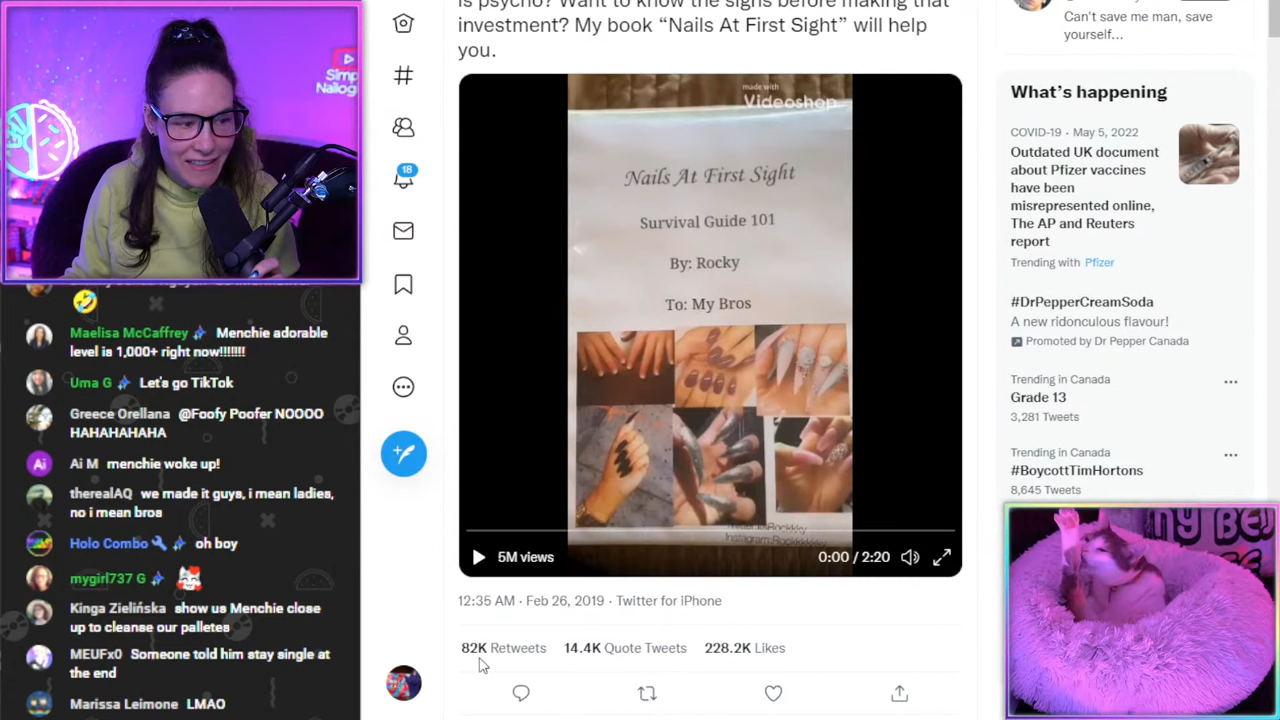 Simply
Nailogical
🤣
Maelisa McCaffrey Menchie adorable
level is 1,000+ right now!!!!!!!
Uma G Let's go TikTok
Greece Orellana @Foofy Poofer NOOOO
HAHAHAHAHA
Ai
Ai M menchie woke up!
therealAQ we made it guys, i mean ladies,
no i mean bros
Holo Combo oh boy
mygirl737 G
Kinga Zielińska show us Menchie close
up to cleanse our palletes
MEUFx0 Someone told him stay single at
the end
Marissa Leimone LMAO
18
is psycho? Want to know the signs before making that
investment? My book “Nails At First Sight” will help
you.
made with
Videoshop
Nails At First Sight
Survival Guide 101
By: Rocky
To: My Bros
5M views
0:00 / 2:20
12:35 AM · Feb 26, 2019 · Twitter for iPhone
82K Retweets 14.4K Quote Tweets 228.2K Likes
Can't save me man, save
yourself...
What's happening
COVID-19 · May 5, 2022
Outdated UK document
about Pfizer vaccines
have been
misrepresented online,
The AP and Reuters
report
Trending with Pfizer
#DrPepperCreamSoda
A new ridonculous flavour!
Promoted by Dr Pepper Canada
Trending in Canada
Grade 13
3,281 Tweets
Trending in Canada
#BoycottTimHortons
8,645 Tweets